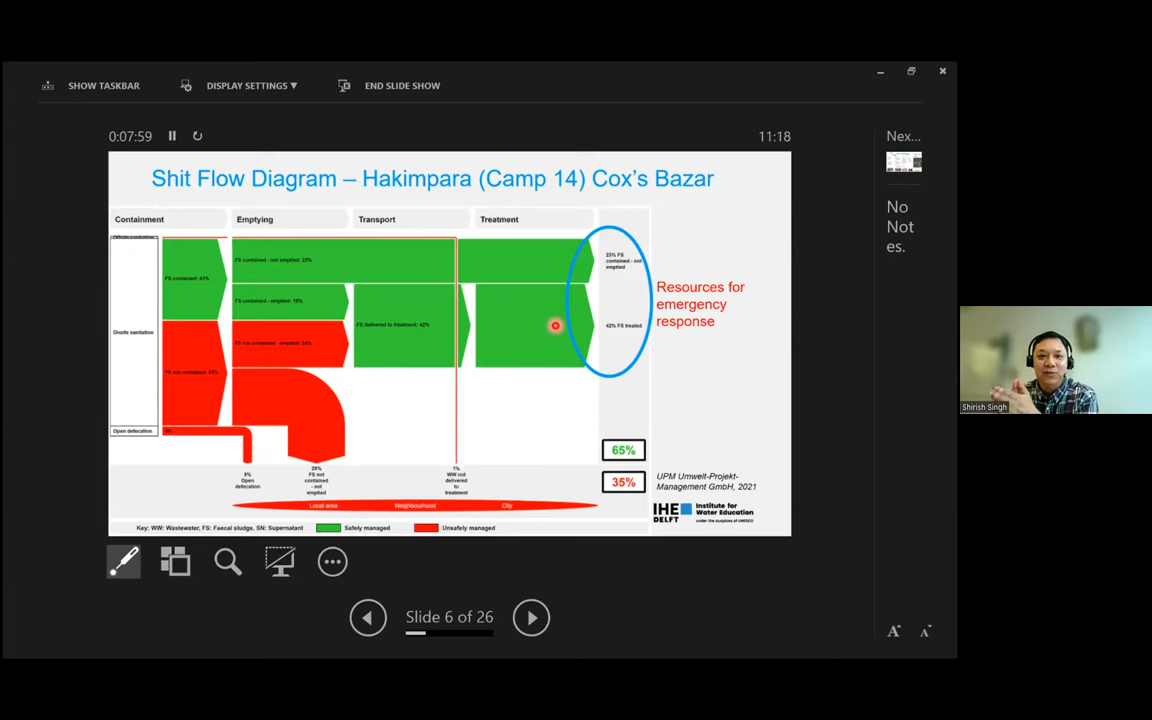 SHOW TASKBAR
DISPLAY SETTINGS ▼
END SLIDE SHOW
0:07:59
11:18
Nex...
No
Not
es.
Shit Flow Diagram – Hakimpara (Camp 14) Cox's Bazar
Containment
Emptying
Transport
Treatment
Offsite sanitation
FS contained: 41%
FS contained - not emptied: 23%
FS contained - emptied: 18%
FS delivered to treatment: 42%
Onsite sanitation
FS not contained - emptied: 24%
FS not contained: 53%
23% FS
contained - not
emptied
42% FS treated
Resources for
emergency
response
Open defecation
6%
6%
Open
defecation
29%
FS not
contained
- not
emptied
1%
WW not
delivered
to
treatment
65%
35%
Local area
Neighbourhood
City
Key: WW: Wastewater, FS: Faecal sludge, SN: Supernatant
Safely managed
Unsafely managed
UPM Umwelt-Projekt-
Management GmbH, 2021
IHE
DELFT
Institute for
Water Education
under the auspices of UNESCO
Slide 6 of 26
Shirish Singh